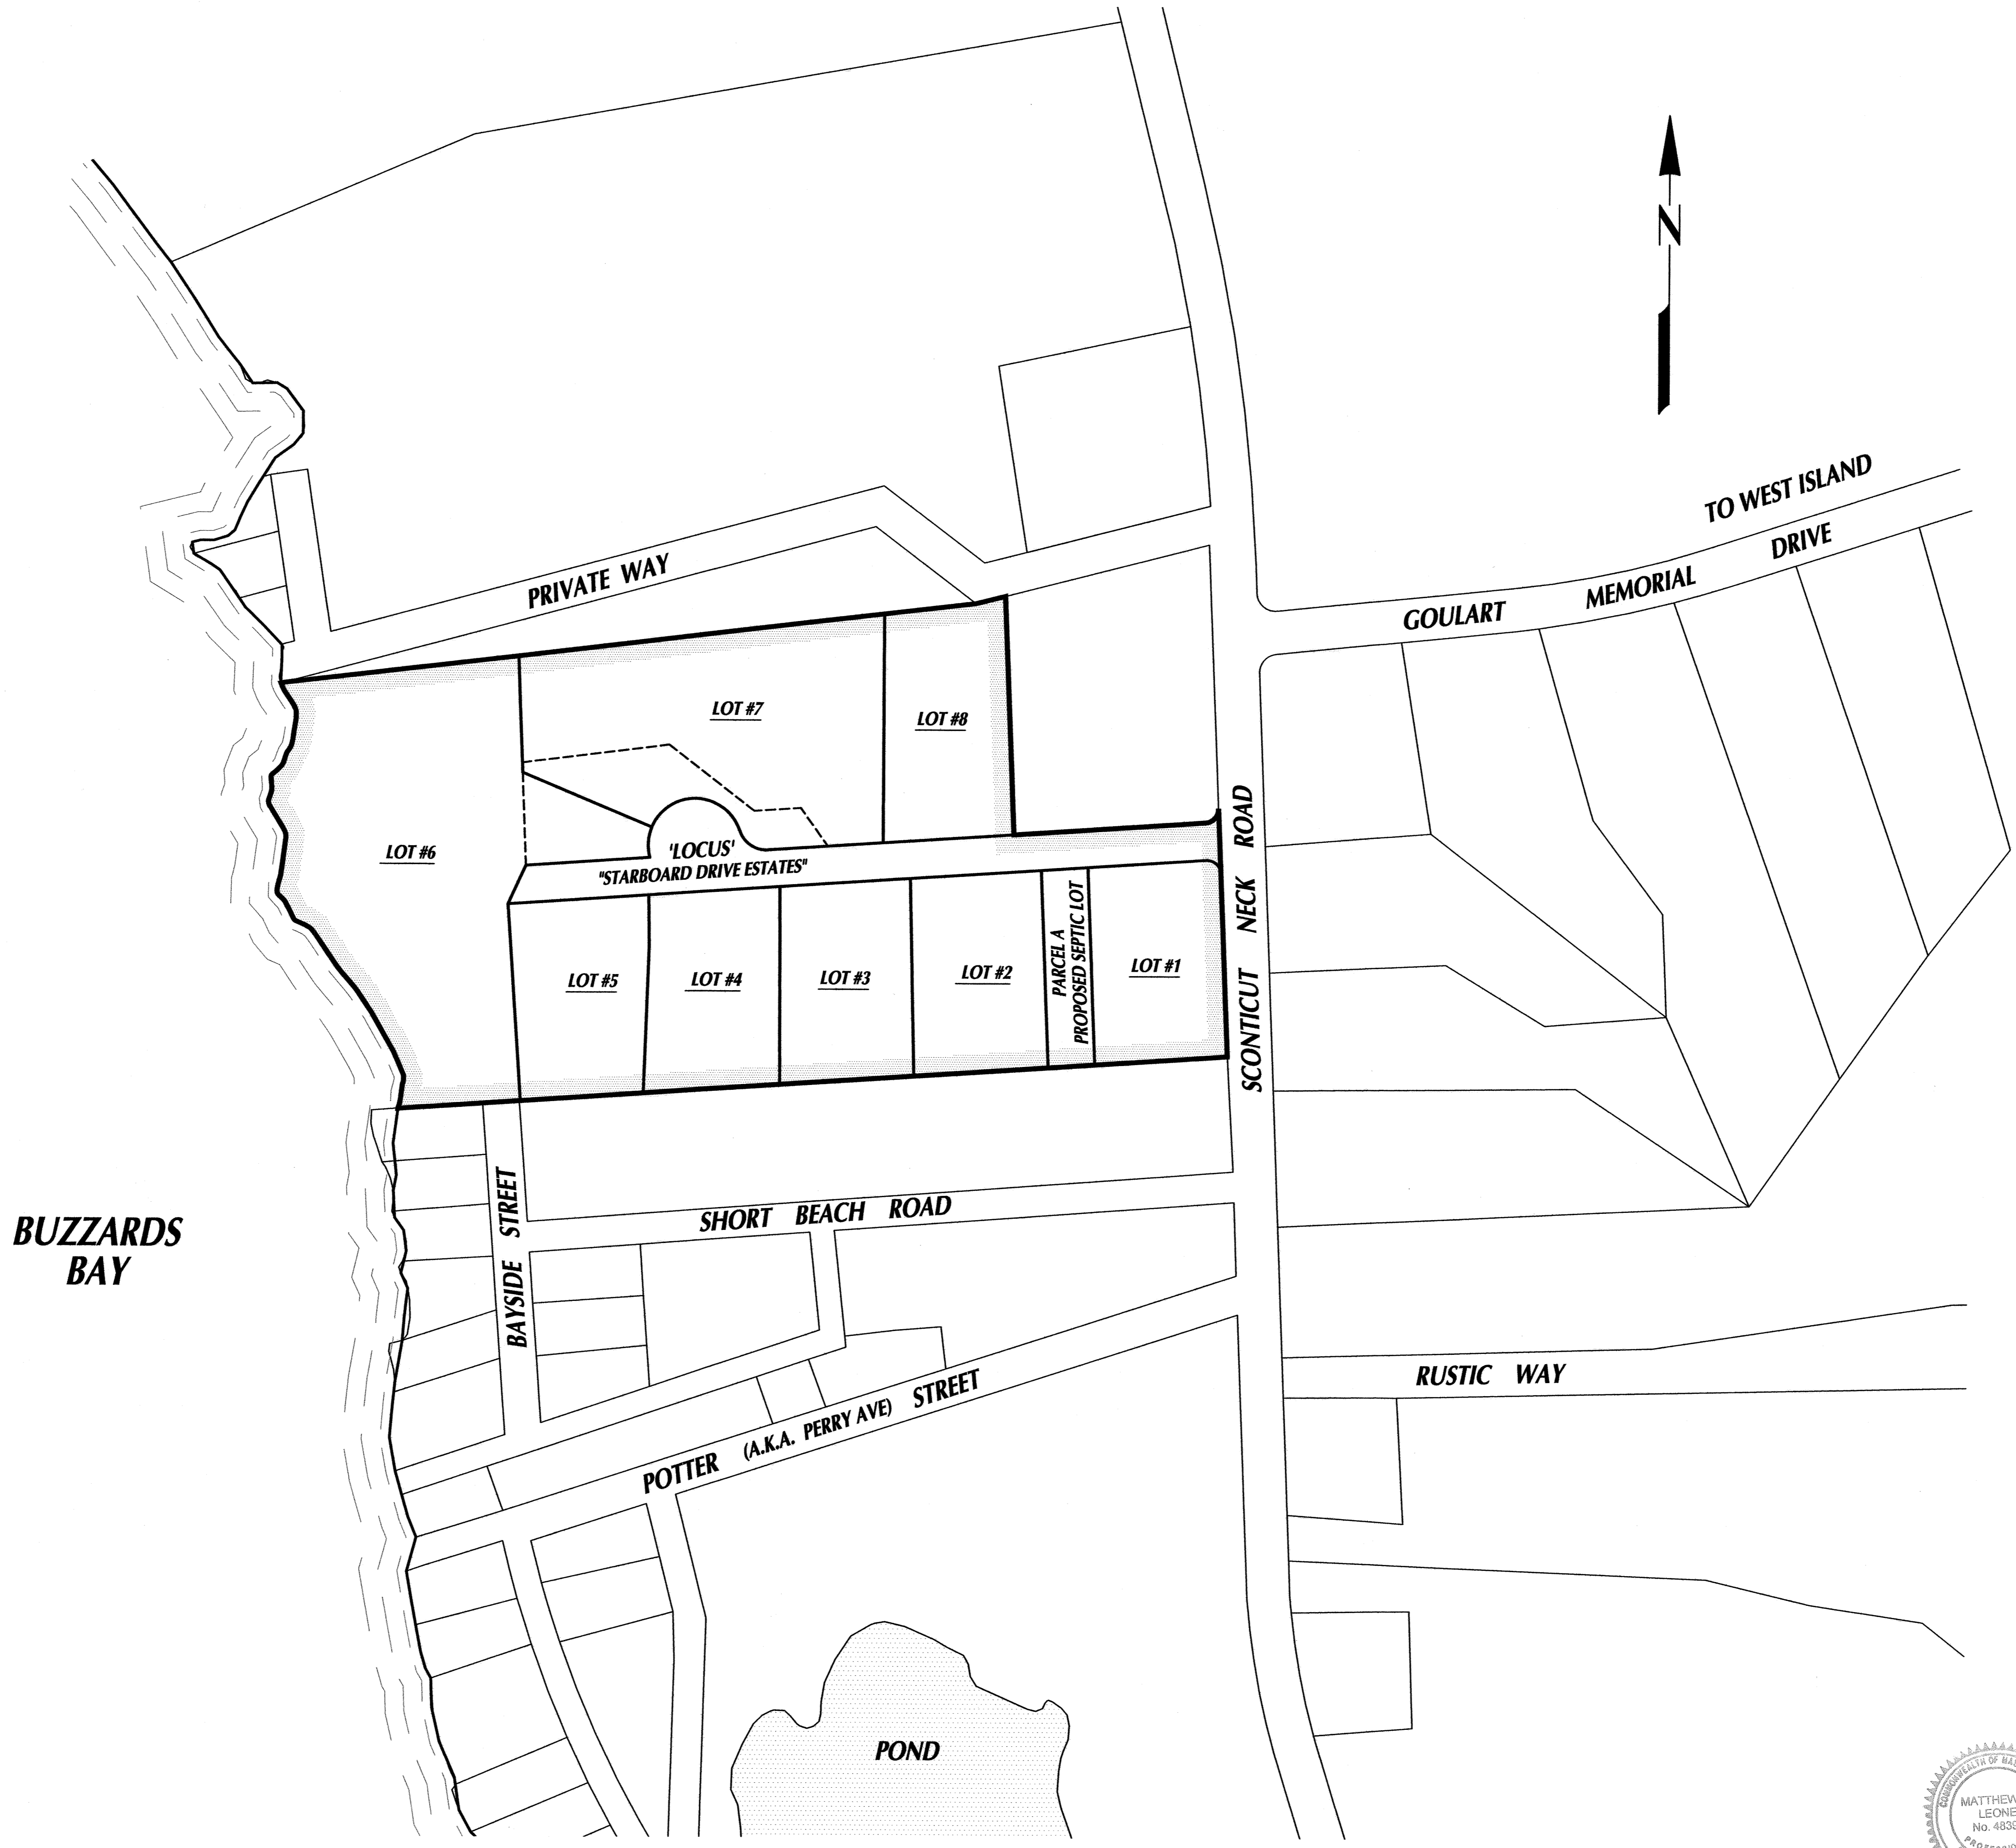 N
TO WEST ISLAND
GOULART MEMORIAL DRIVE
PRIVATE WAY
LOT #7
LOT #8
LOT #6
'LOCUS'
"STARBOARD DRIVE ESTATES"
SCONTICUT NECK ROAD
LOT #5
LOT #4
LOT #3
LOT #2
PARCEL A
PROPOSED SEPTIC LOT
LOT #1
BUZZARDS
BAY
BAYSIDE STREET
SHORT BEACH ROAD
POTTER (A.K.A. PERRY AVE) STREET
RUSTIC WAY
POND
COMMONWEALTH OF
MATTHEW